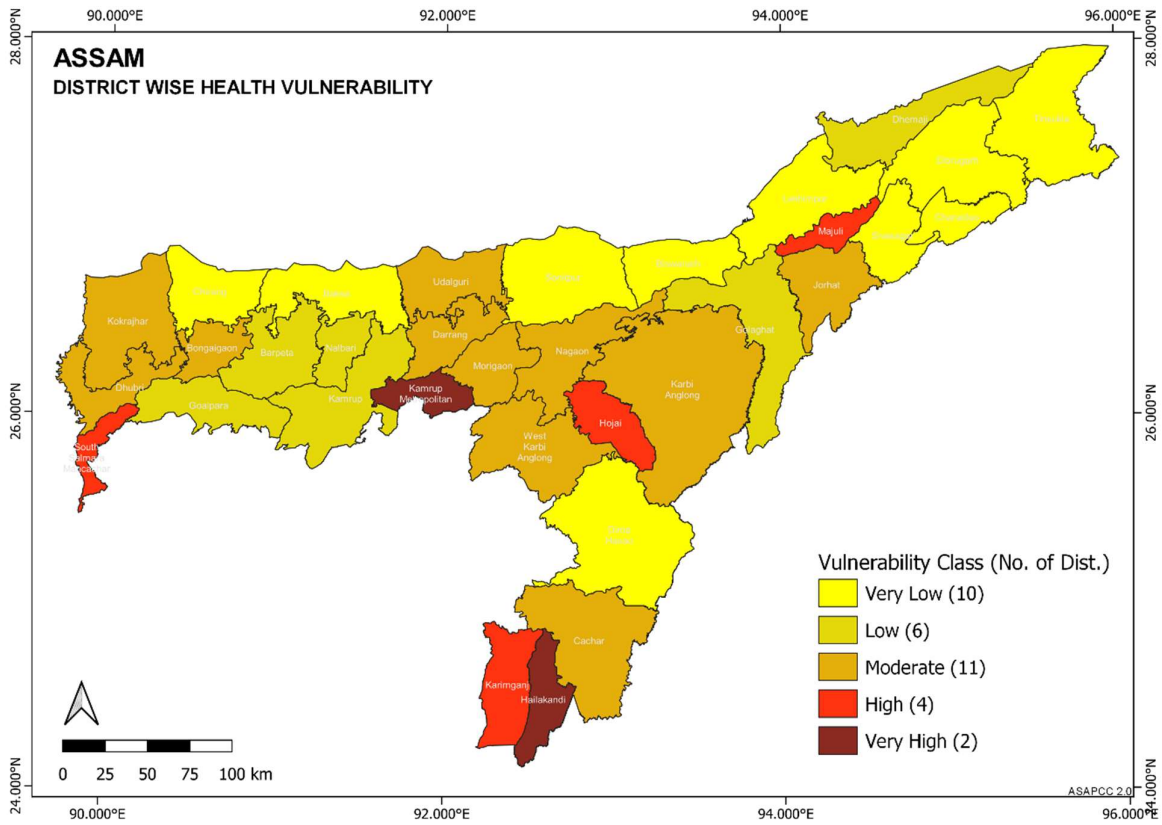 90.000°E 92.000°E 94.000°E 96.000°E
28.000°N
28.000°N
ASSAM
DISTRICT WISE HEALTH VULNERABILITY
Dhemaji
Tinsukia
Dibrugarh
Lakhimpur
Charaideo
Majuli
Sivasagar
Biswanath
Sonitpur
Udalguri
Chirang
Baksa
Jorhat
Kokrajhar
Golaghat
Darrang
Bongaigaon
Barpeta
Nalbari
Nagaon
Morigaon
Dhubri
Karbi
Anglong
Kamrup
Metropolitan
Kamrup
Goalpara
26.000°N
26.000°N
Hojai
West
Karbi
Anglong
South
Salmara
Mancachar
Dima
Hasao
Cachar
Karimganj
Hailakandi
Vulnerability Class (No. of Dist.)
Very Low (10)
Low (6)
Moderate (11)
High (4)
Very High (2)
0 25 50 75 100 km
ASAPCC 2.0
24.000°N
24.000°N
90.000°E 92.000°E 94.000°E 96.000°E